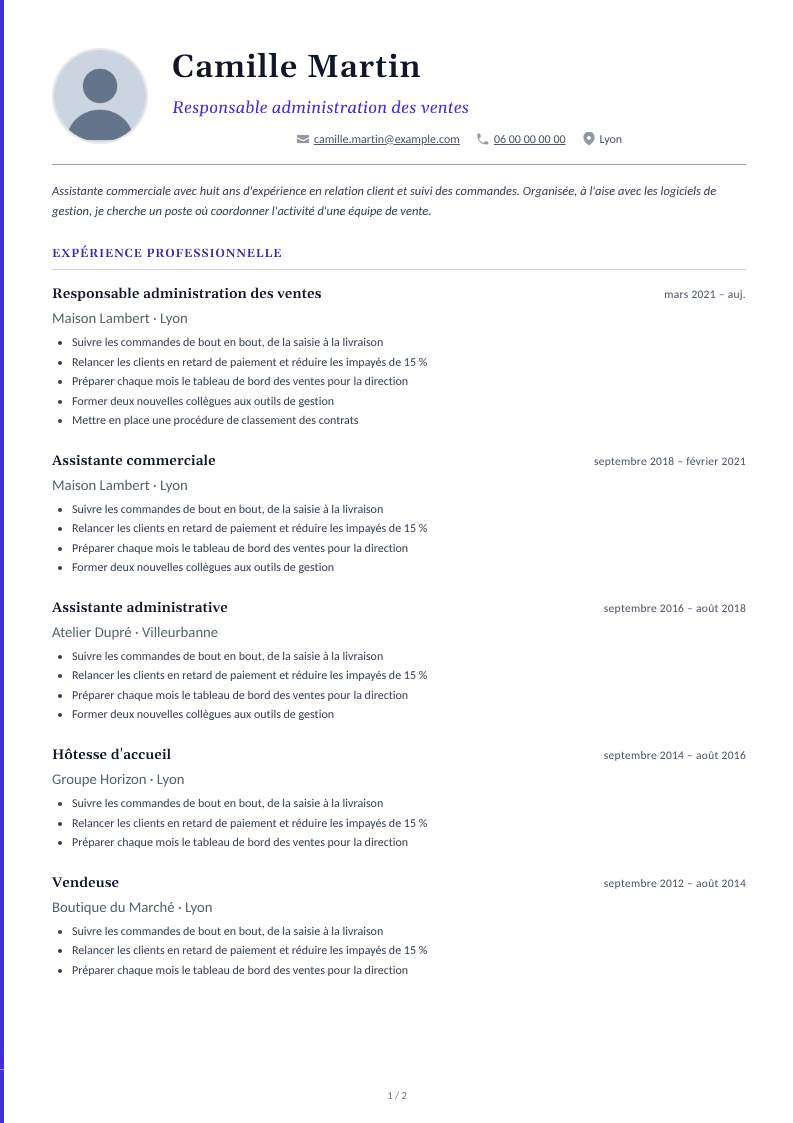 Camille Martin
Responsable administration des ventes
camille.martin@example.com 06 00 00 00 00 Lyon
Assistante commerciale avec huit ans d'expérience en relation client et suivi des commandes. Organisée, à l'aise avec les logiciels de
gestion, je cherche un poste où coordonner l'activité d'une équipe de vente.
EXPÉRIENCE PROFESSIONNELLE
Responsable administration des ventes mars 2021 – auj.
Maison Lambert · Lyon
• Suivre les commandes de bout en bout, de la saisie à la livraison
• Relancer les clients en retard de paiement et réduire les impayés de 15 %
• Préparer chaque mois le tableau de bord des ventes pour la direction
• Former deux nouvelles collègues aux outils de gestion
• Mettre en place une procédure de classement des contrats
Assistante commerciale septembre 2018 – février 2021
Maison Lambert · Lyon
• Suivre les commandes de bout en bout, de la saisie à la livraison
• Relancer les clients en retard de paiement et réduire les impayés de 15 %
• Préparer chaque mois le tableau de bord des ventes pour la direction
• Former deux nouvelles collègues aux outils de gestion
Assistante administrative septembre 2016 – août 2018
Atelier Dupré · Villeurbanne
• Suivre les commandes de bout en bout, de la saisie à la livraison
• Relancer les clients en retard de paiement et réduire les impayés de 15 %
• Préparer chaque mois le tableau de bord des ventes pour la direction
• Former deux nouvelles collègues aux outils de gestion
Hôtesse d'accueil septembre 2014 – août 2016
Groupe Horizon · Lyon
• Suivre les commandes de bout en bout, de la saisie à la livraison
• Relancer les clients en retard de paiement et réduire les impayés de 15 %
• Préparer chaque mois le tableau de bord des ventes pour la direction
Vendeuse septembre 2012 – août 2014
Boutique du Marché · Lyon
• Suivre les commandes de bout en bout, de la saisie à la livraison
• Relancer les clients en retard de paiement et réduire les impayés de 15 %
• Préparer chaque mois le tableau de bord des ventes pour la direction
1 / 2